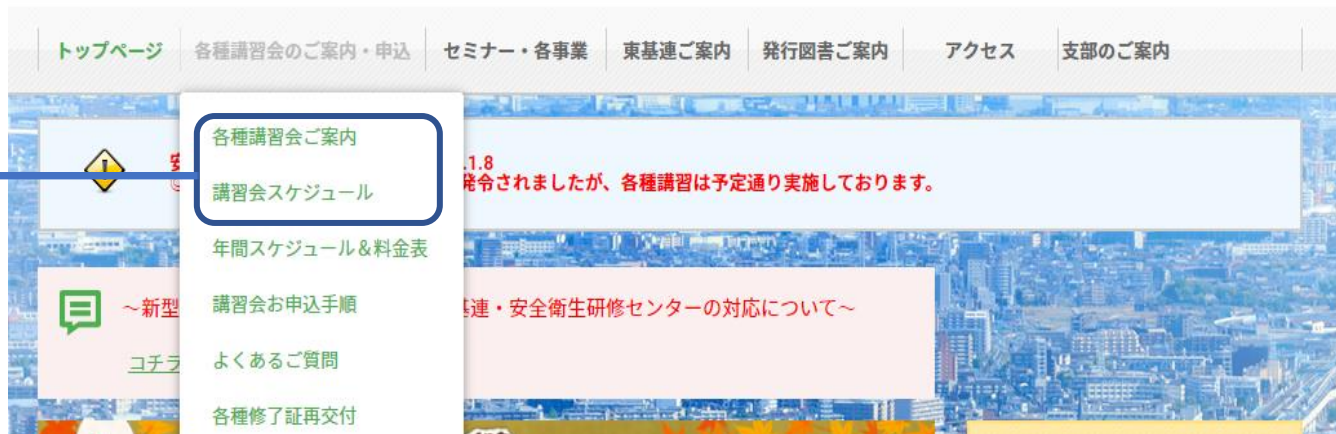 トップページ 各種講習会のご案内・申込 セミナー・各事業 東基連ご案内 発行図書ご案内 アクセス 支部のご案内
各種講習会ご案内
講習会スケジュール
年間スケジュール&料金表
講習会お申込手順
よくあるご質問
各種修了証再交付
.1.8
発令されましたが、各種講習は予定通り実施しております。
~新型
基連・安全衛生研修センターの対応について~
コチラ